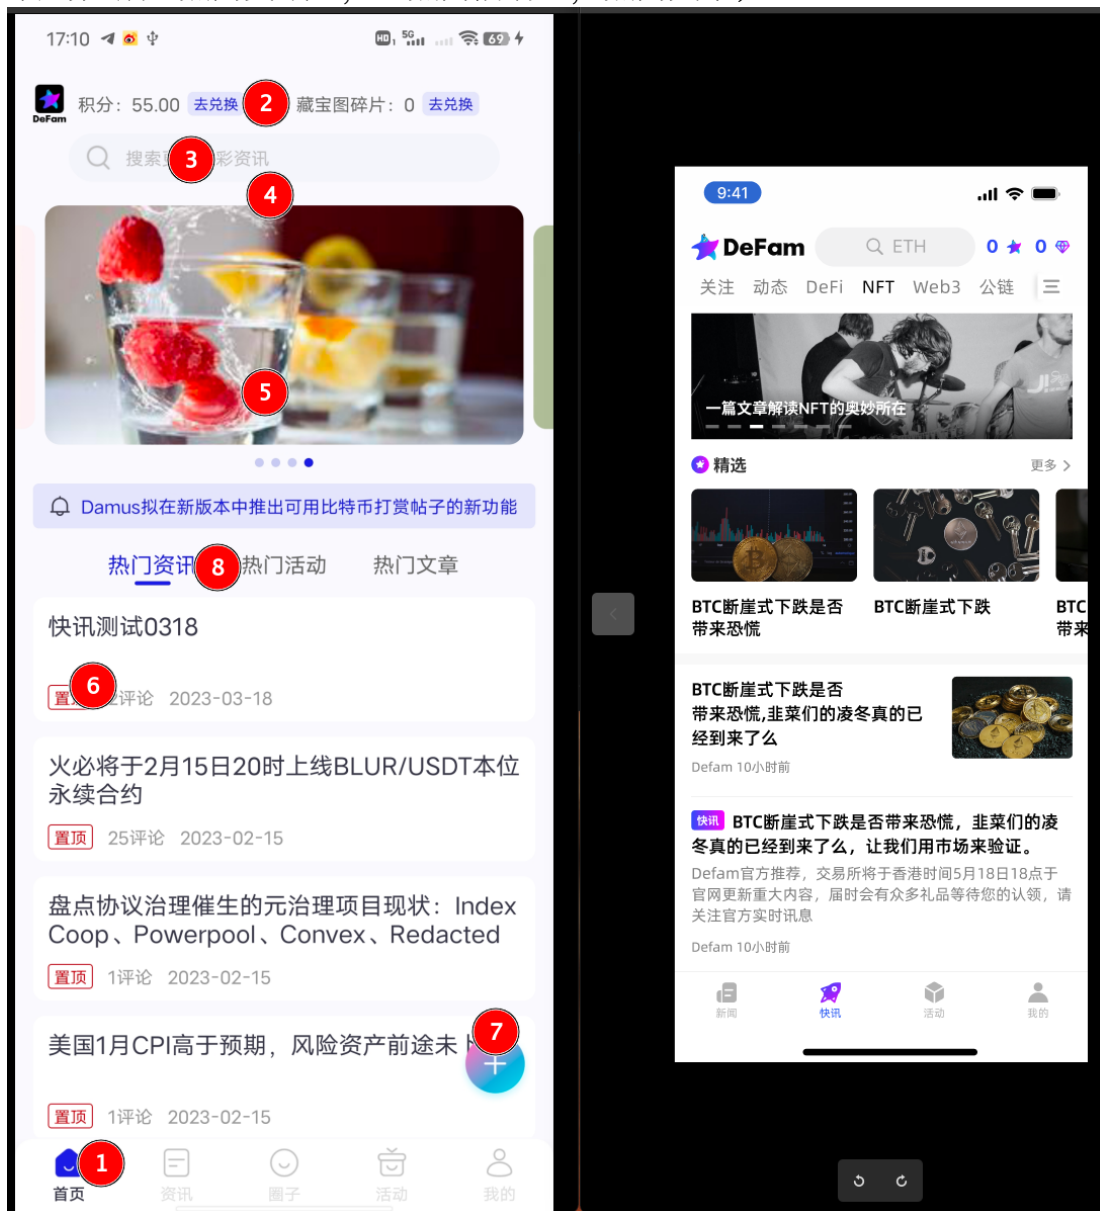 17:10 HD1 5G 69
DeFam 积分：55.00 去兑换 2 藏宝图碎片：0 去兑换
搜索 3 彩资讯
4
5
Damus拟在新版本中推出可用比特币打赏帖子的新功能
热门资讯 8 热门活动 热门文章
快讯测试0318
置 6 评论 2023-03-18
火必将于2月15日20时上线BLUR/USDT本位
永续合约
置顶 25评论 2023-02-15
盘点协议治理催生的元治理项目现状：Index
Coop、Powerpool、Convex、Redacted
置顶 1评论 2023-02-15
7
美国1月CPI高于预期，风险资产前途未
置顶 1评论 2023-02-15
1
首页 资讯 圈子 活动 我的
9:41
DeFam ETH 0 0
关注 动态 DeFi NFT Web3 公链
一篇文章解读NFT的奥妙所在
精选 更多
BTC断崖式下跌是否
带来恐慌
BTC断崖式下跌
BTC
带来
BTC断崖式下跌是否
带来恐慌,韭菜们的凌冬真的已
经到来了么
Defam 10小时前
快讯 BTC断崖式下跌是否带来恐慌，韭菜们的凌
冬真的已经到来了么，让我们用市场来验证。
Defam官方推荐，交易所将于香港时间5月18日18点于
官网更新重大内容，届时会有众多礼品等待您的认领，请
关注官方实时讯息
Defam 10小时前
新闻 快讯 活动 我的